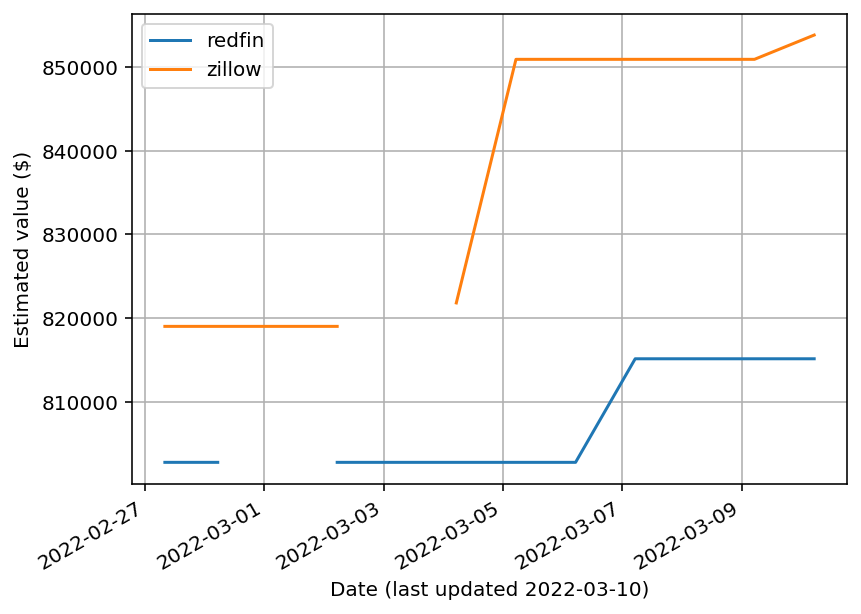 redfin
zillow
850000
840000
830000
820000
810000
Estimated value ($)
2022-02-27
2022-03-01
2022-03-03
2022-03-05
2022-03-07
2022-03-09
Date (last updated 2022-03-10)